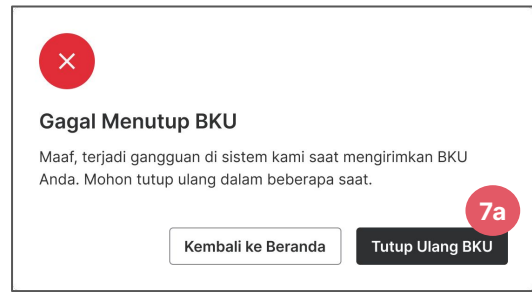 Gagal Menutup BKU
Maaf, terjadi gangguan di sistem kami saat mengirimkan BKU
Anda. Mohon tutup ulang dalam beberapa saat.
7a
Kembali ke Beranda
Tutup Ulang BKU